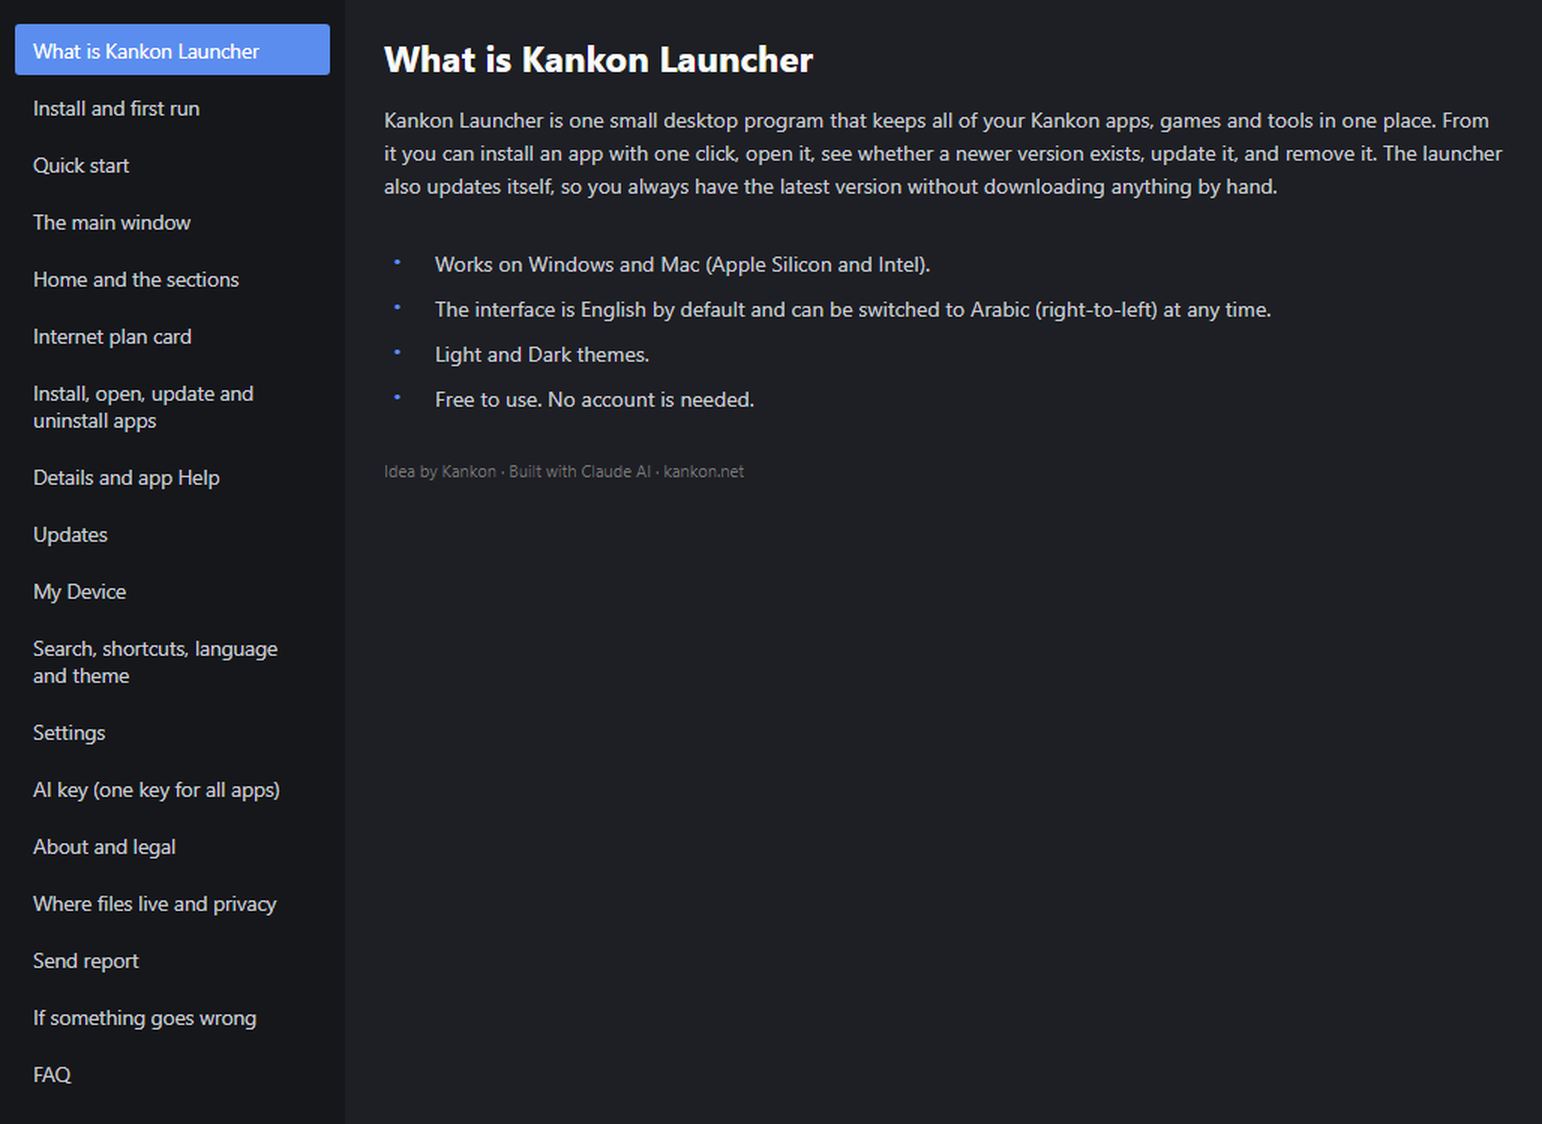 What is Kankon Launcher
Install and first run
Quick start
The main window
Home and the sections
Internet plan card
Install, open, update and
uninstall apps
Details and app Help
Updates
My Device
Search, shortcuts, language
and theme
Settings
AI key (one key for all apps)
About and legal
Where files live and privacy
Send report
If something goes wrong
FAQ
What is Kankon Launcher
Kankon Launcher is one small desktop program that keeps all of your Kankon apps, games and tools in one place. From
it you can install an app with one click, open it, see whether a newer version exists, update it, and remove it. The launcher
also updates itself, so you always have the latest version without downloading anything by hand.
• Works on Windows and Mac (Apple Silicon and Intel).
• The interface is English by default and can be switched to Arabic (right-to-left) at any time.
• Light and Dark themes.
• Free to use. No account is needed.
Idea by Kankon · Built with Claude AI · kankon.net